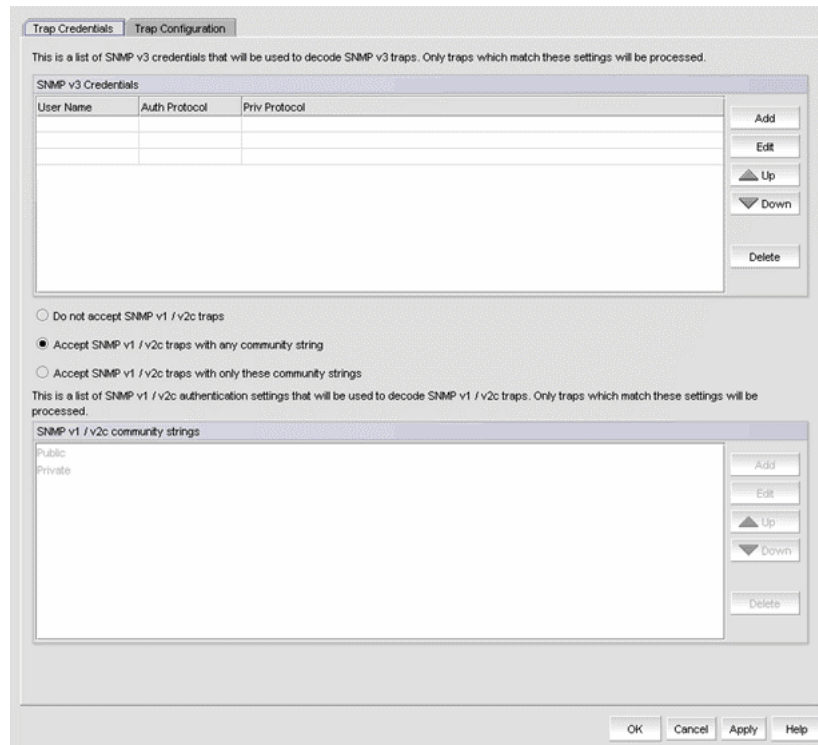 Trap Credentials Trap Configuration
This is a list of SNMP v3 credentials that will be used to decode SNMP v3 traps. Only traps which match these settings will be processed.
SNMP v3 Credentials
User Name Auth Protocol Priv Protocol
Add
Edit
Up
Down
Delete
Do not accept SNMP v1 / v2c traps
Accept SNMP v1 / v2c traps with any community string
Accept SNMP v1 / v2c traps with only these community strings
This is a list of SNMP v1 / v2c authentication settings that will be used to decode SNMP v1 / v2c traps. Only traps which match these settings will be
processed.
SNMP v1 / v2c community strings
Public
Private
Add
Edit
Up
Down
Delete
OK Cancel Apply Help